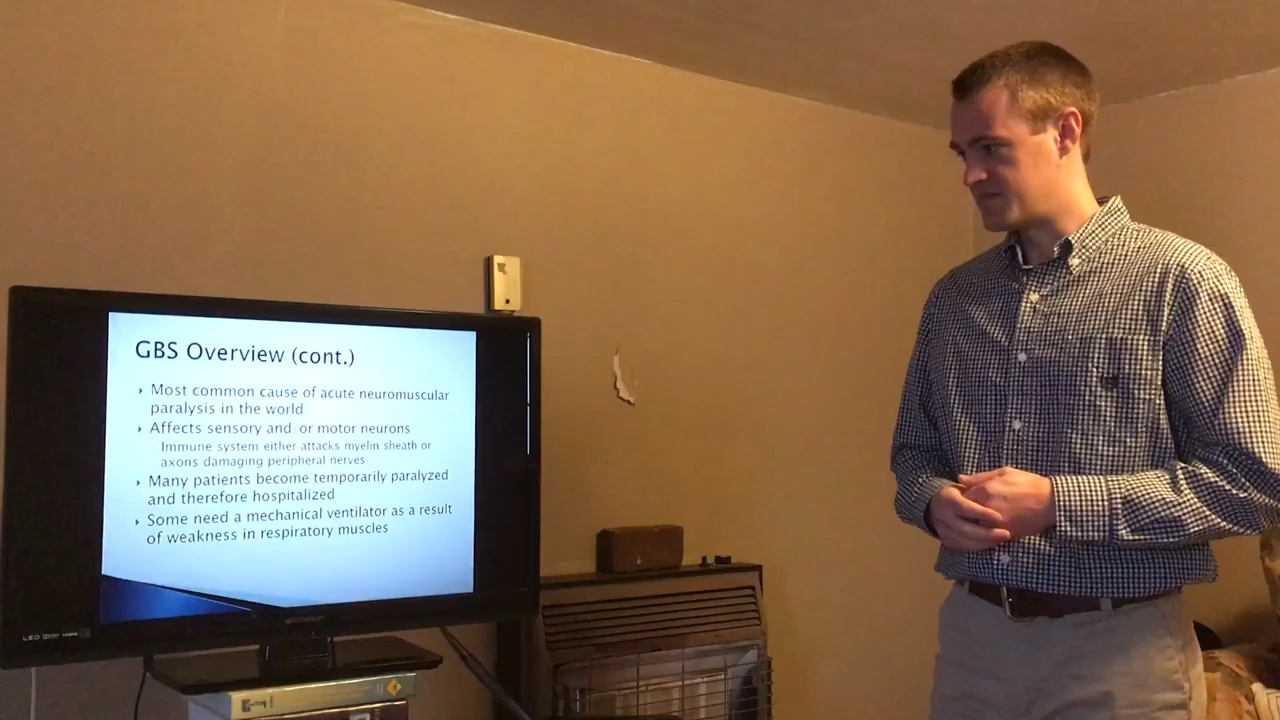 GBS Overview (cont.)
Most common cause of acute neuromuscular
paralysis in the world
Affects sensory and or motor neurons
Immune system either attacks myelin sheath or
axons damaging peripheral nerves
Many patients become temporarily paralyzed
and therefore hospitalized
Some need a mechanical ventilator as a result
of weakness in respiratory muscles
LED